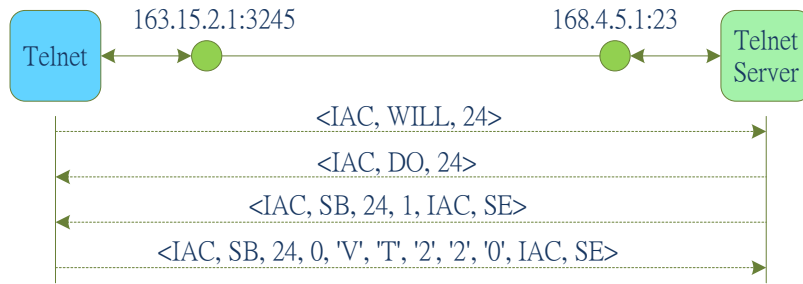 163.15.2.1:3245
168.4.5.1:23
Telnet
Telnet
Server
<IAC, WILL, 24>
<IAC, DO, 24>
<IAC, SB, 24, 1, IAC, SE>
<IAC, SB, 24, 0, 'V', 'T', '2', '2', '0', IAC, SE>